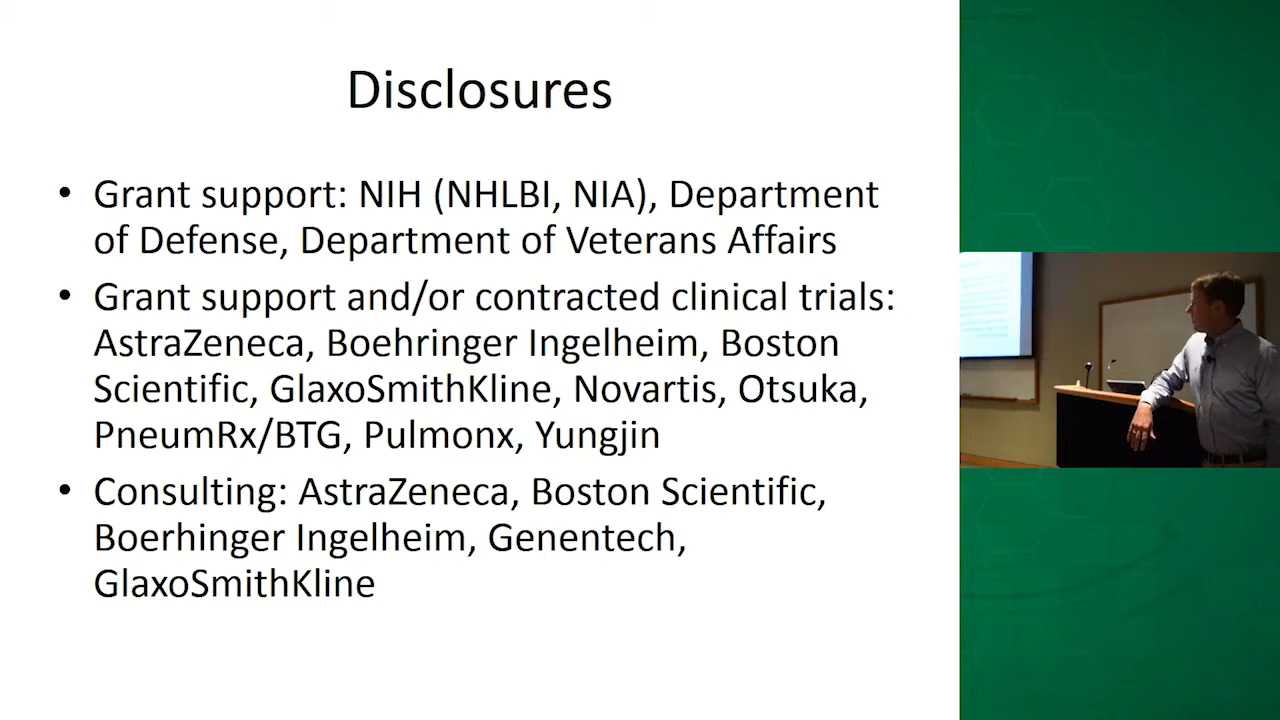 Disclosures
• Grant support: NIH (NHLBI, NIA), Department
of Defense, Department of Veterans Affairs
• Grant support and/or contracted clinical trials:
AstraZeneca, Boehringer Ingelheim, Boston
Scientific, GlaxoSmithKline, Novartis, Otsuka,
PneumRx/BTG, Pulmonx, Yungjin
• Consulting: AstraZeneca, Boston Scientific,
Boerhinger Ingelheim, Genentech,
GlaxoSmithKline